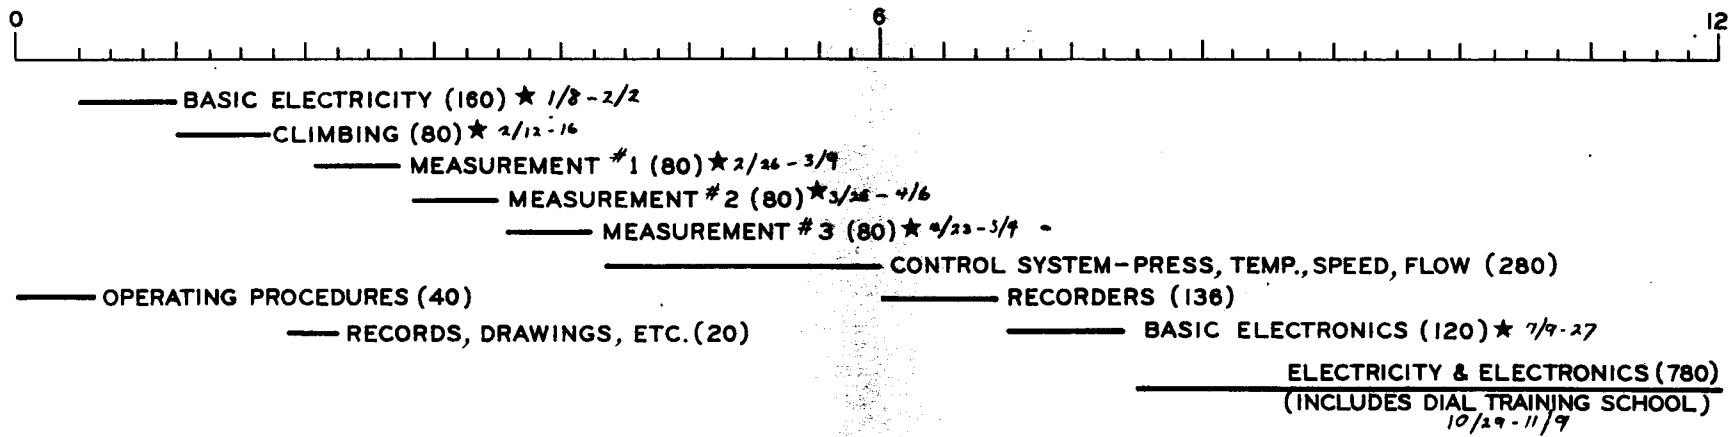 0 6 12
BASIC ELECTRICITY (160) ★ 1/8 - 2/2
CLIMBING (80) ★ 2/12 - 16
MEASUREMENT #1 (80) ★ 2/26 - 3/9
MEASUREMENT #2 (80) ★ 3/26 - 4/6
MEASUREMENT #3 (80) ★ 4/23 - 5/4
CONTROL SYSTEM-PRESS, TEMP., SPEED, FLOW (280)
OPERATING PROCEDURES (40) RECORDERS (136)
RECORDS, DRAWINGS, ETC. (20) BASIC ELECTRONICS (120) ★ 7/9 - 27
ELECTRICITY & ELECTRONICS (780)
(INCLUDES DIAL TRAINING SCHOOL)
10/29 - 11/9